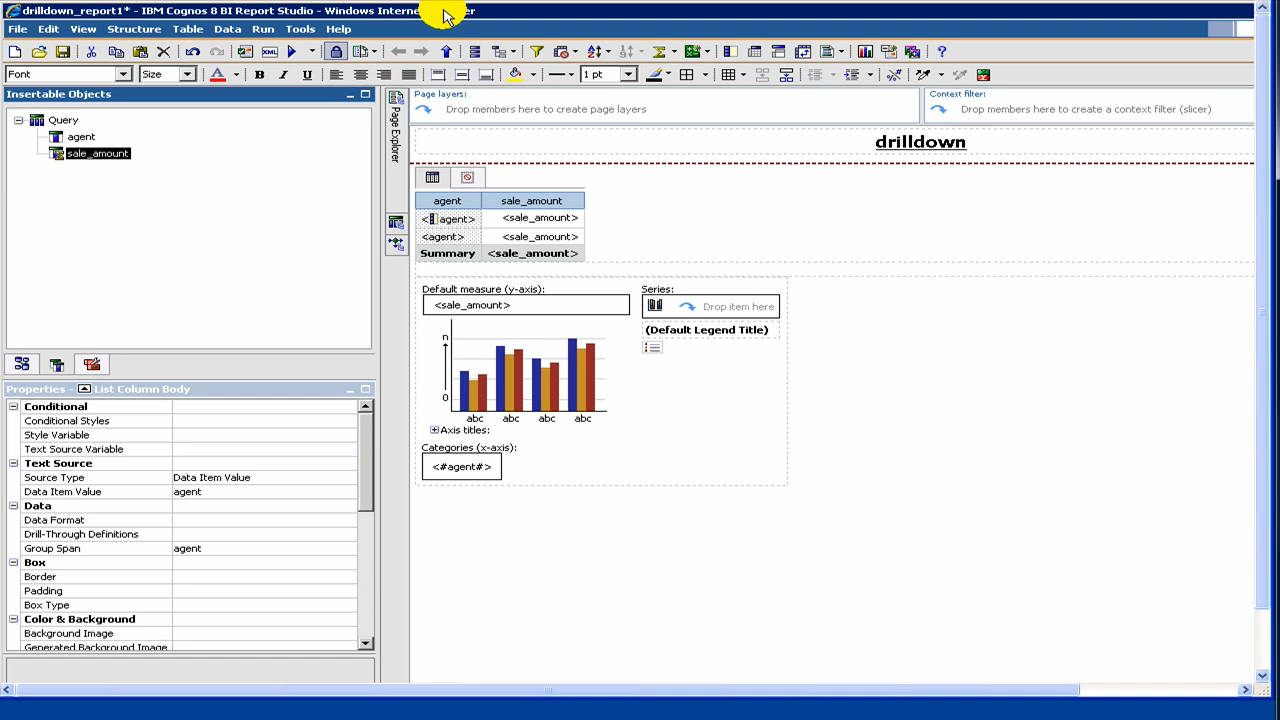 drilldown_report1* - IBM Cognos 8 BI Report Studio - Windows Interne
File Edit View Structure Table Data Run Tools Help
XML
Font Size A B I U 1 pt
Insertable Objects
Query
agent
sale_amount
Page Explorer
Page layers:
Drop members here to create page layers
Context filter:
Drop members here to create a context filter (slicer)
drilldown
agent sale_amount
<agent> <sale_amount>
<agent> <sale_amount>
Summary <sale_amount>
Default measure (y-axis):
<sale_amount>
Series:
Drop item here
(Default Legend Title)
n
0
abc abc abc abc
Axis titles:
Categories (x-axis):
<#agent#>
Properties - List Column Body
Conditional
Conditional Styles
Style Variable
Text Source Variable
Text Source
Source Type Data Item Value
Data Item Value agent
Data
Data Format
Drill-Through Definitions
Group Span agent
Box
Border
Padding
Box Type
Color & Background
Background Image
Generated Background Image